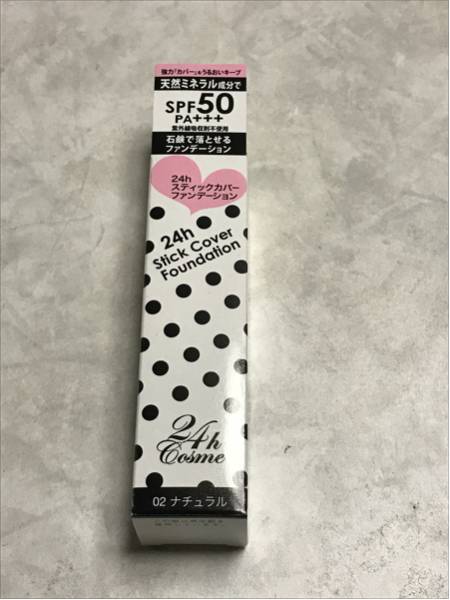 強力「カバー」&うるおいキープ
天然ミネラル成分で
SPF50
PA+++
紫外線吸収剤不使用
石鹸で落とせる
ファンデーション
24h
スティックカバー
ファンデーション
24h
Stick Cover
Foundation
24h
Cosme
02 ナチュラル